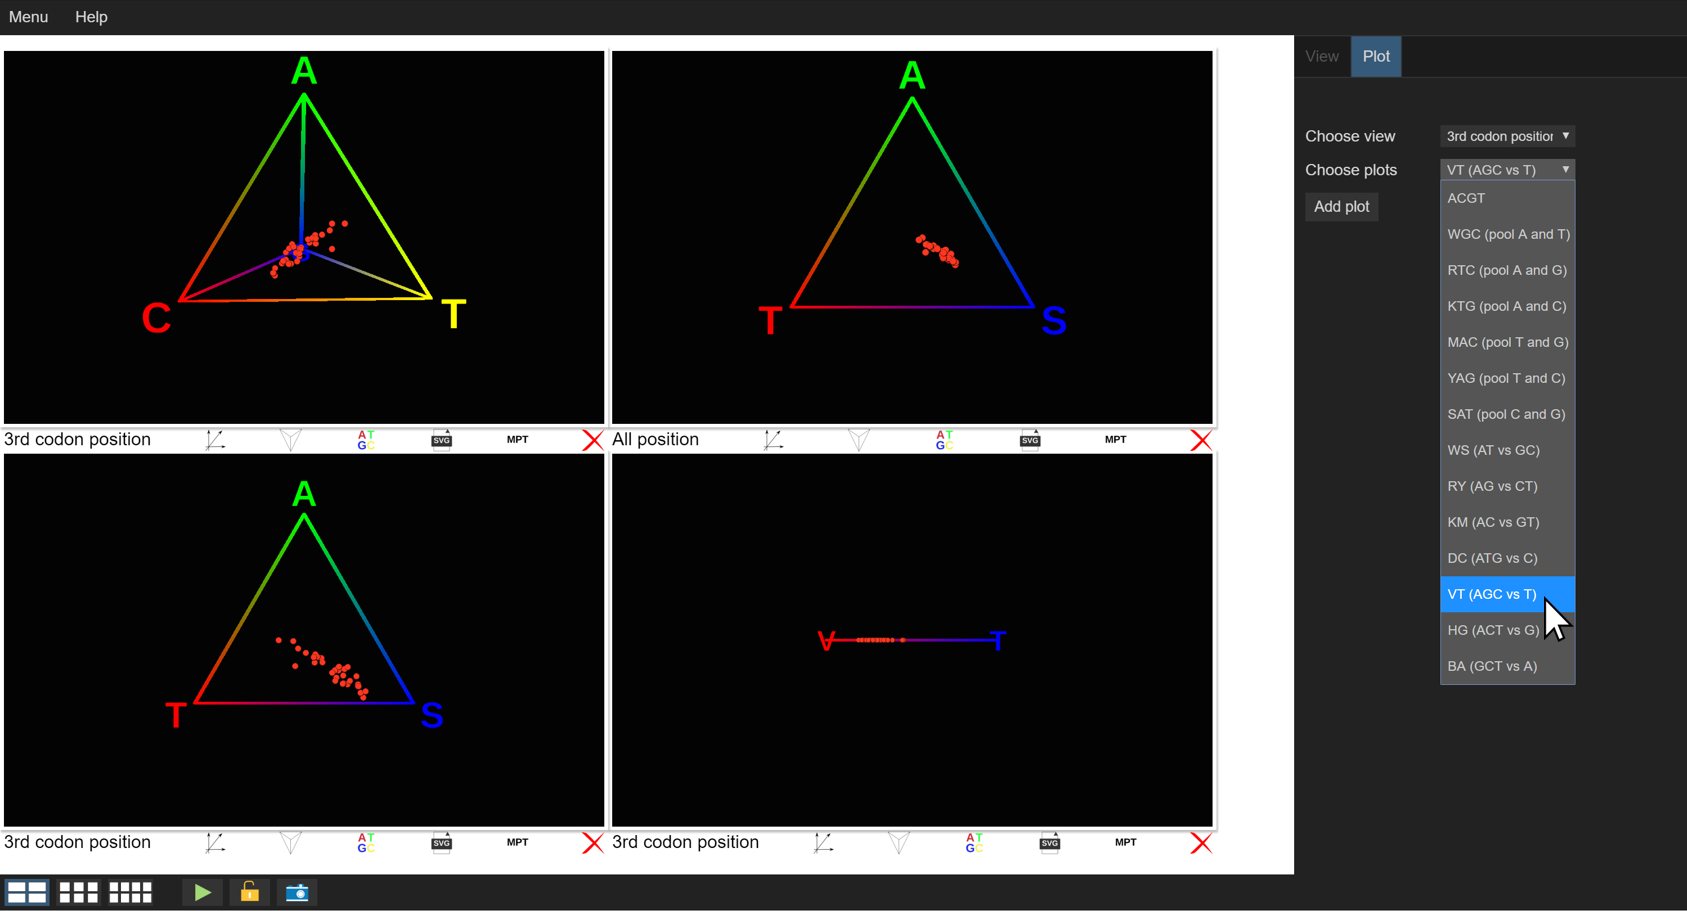 Menu Help
View Plot
A
C
T
A
T
S
3rd codon position AT GC SVG MPT
All position AT GC SVG MPT
A
T
S
V T
3rd codon position AT GC SVG MPT
3rd codon position AT GC SVG MPT
Choose view 3rd codon position
Choose plots VT (AGC vs T)
Add plot
ACGT
WGC (pool A and T)
RTC (pool A and G)
KTG (pool A and C)
MAC (pool T and G)
YAG (pool T and C)
SAT (pool C and G)
WS (AT vs GC)
RY (AG vs CT)
KM (AC vs GT)
DC (ATG vs C)
VT (AGC vs T)
HG (ACT vs G)
BA (GCT vs A)